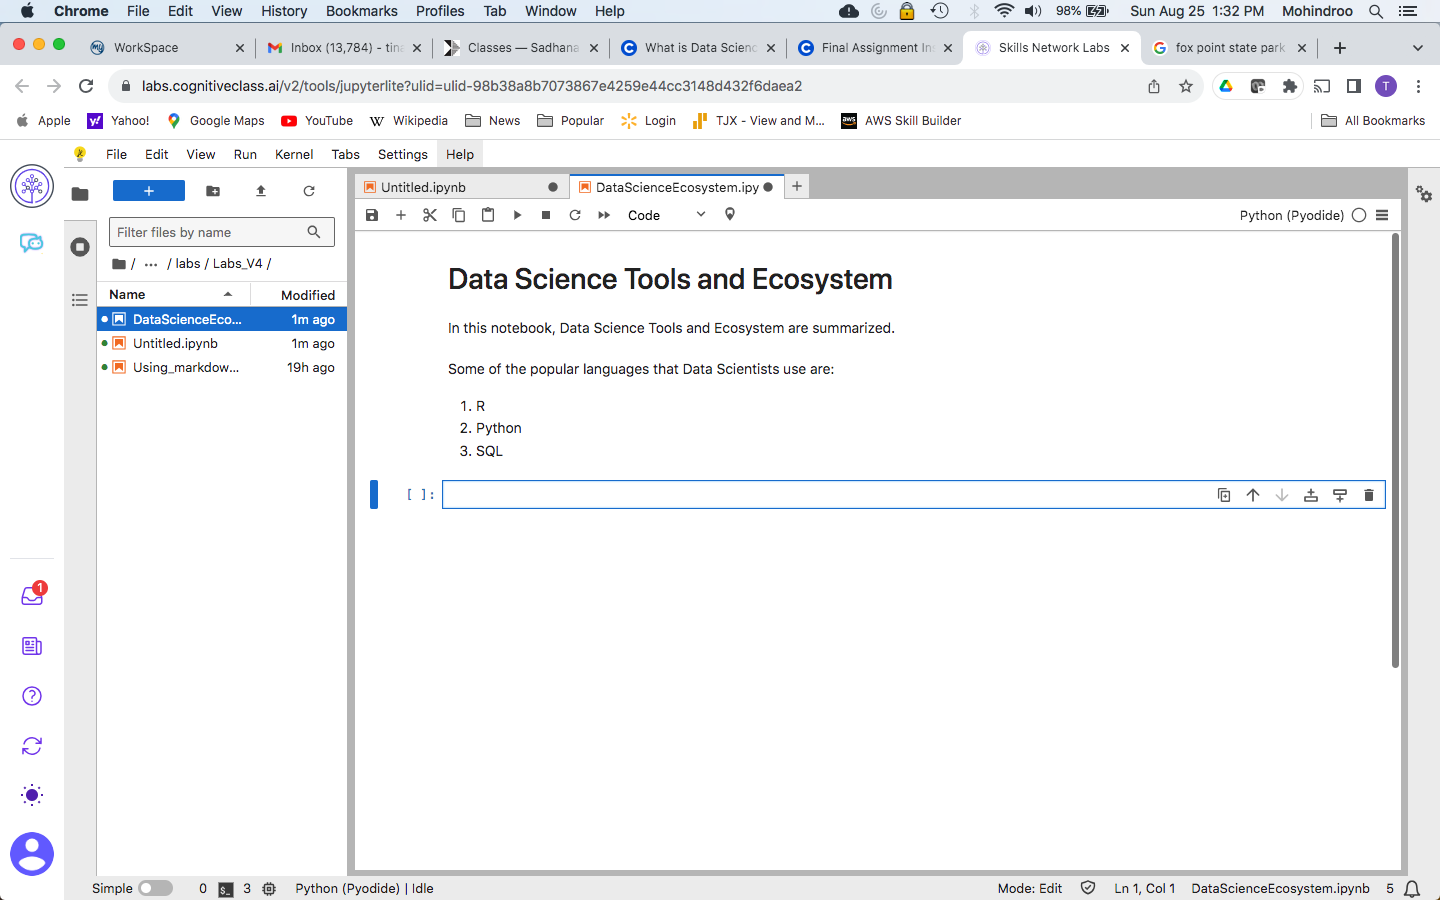 Chrome File Edit View History Bookmarks Profiles Tab Window Help 98% Sun Aug 25 1:32 PM Mohindroo
WorkSpace Inbox (13,784) - tina Classes — Sadhana What is Data Scienc Final Assignment In Skills Network Labs fox point state park
labs.cognitiveclass.ai/v2/tools/jupyterlite?ulid=ulid-98b38a8b7073867e4259e44cc3148d432f6daea2 T
Apple Yahoo! Google Maps YouTube Wikipedia News Popular Login TJX - View and M... AWS Skill Builder All Bookmarks
File Edit View Run Kernel Tabs Settings Help
Untitled.ipynb DataScienceEcosystem.ipy
Code Python (Pyodide)
Filter files by name
/ ... / labs / Labs_V4 /
Name Modified
DataScienceEco... 1m ago
Untitled.ipynb 1m ago
Using_markdow... 19h ago
Data Science Tools and Ecosystem
In this notebook, Data Science Tools and Ecosystem are summarized.
Some of the popular languages that Data Scientists use are:
1. R
2. Python
3. SQL
[ ]:
1
Simple 0 $_ 3 Python (Pyodide) | Idle Mode: Edit Ln 1, Col 1 DataScienceEcosystem.ipynb 5